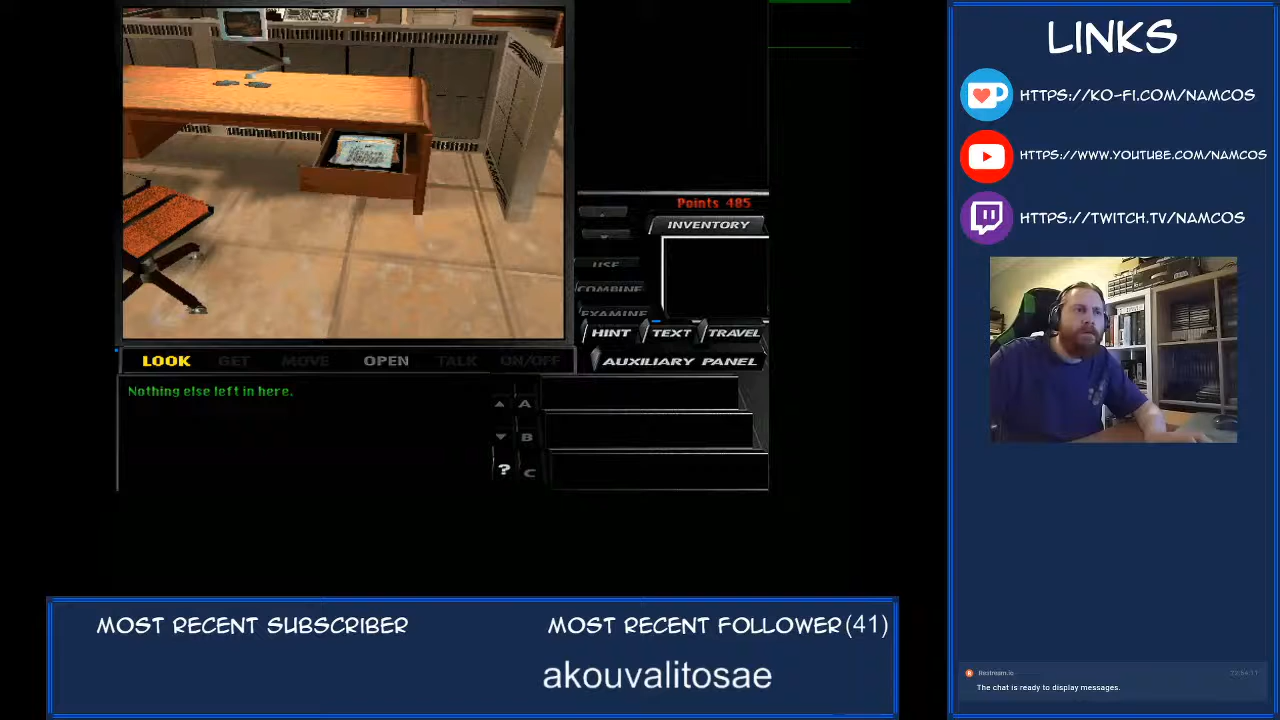 LINKS
HTTPS://KO-FI.COM/NAMCOS
HTTPS://WWW.YOUTUBE.COM/NAMCOS
HTTPS://TWITCH.TV/NAMCOS
Points 485
INVENTORY
USE
COMBINE
EXAMINE
HINT TEXT TRAVEL
AUXILIARY PANEL
LOOK GET MOVE OPEN TALK ON/OFF
Nothing else left in here.
A
B
? C
MOST RECENT SUBSCRIBER
MOST RECENT FOLLOWER (41)
akouvalitosae
Restream.io
The chat is ready to display messages.